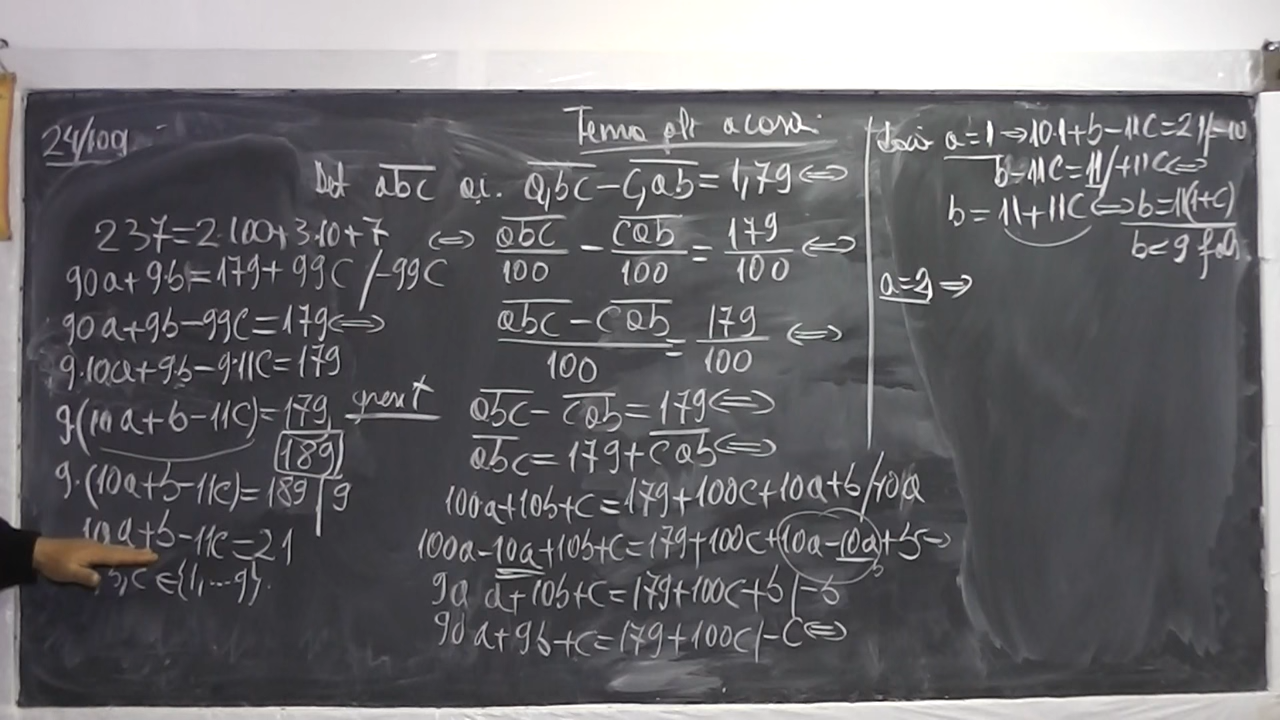 24/109
Tema pt. acasă.
Det abc aî. a,bc - c,ab = 1,79 ⇔
⇔ abc/100 - cab/100 = 179/100 ⇔
(abc - cab)/100 = 179/100 ⇔
abc - cab = 179 ⇔
abc = 179 + cab ⇔
100a + 10b + c = 179 + 100c + 10a + b /-10a
100a - 10a + 10b + c = 179 + 100c + 10a - 10a + b ⇔
90 a + 10b + c = 179 + 100c + b /-b
90 a + 9b + c = 179 + 100c /-c ⇔
237 = 2·100 + 3·10 + 7
90a + 9·b = 179 + 99c /-99c
90a + 9b - 99c = 179 ⇔
9·10a + 9b - 9·11c = 179
9(10a + b - 11c) = 179
189
9·(10a + b - 11c) = 189 | 9
10a + b - 11c = 21
b,c ∈ {1,...9}.
Dacă a = 1 ⇒ 10·1 + b - 11c = 21 /-10
b - 11c = 11 / +11c ⇔
b = 11 + 11c ⇔ b = 11(1+c)
b ≤ 9 fals
a = 2 ⇒